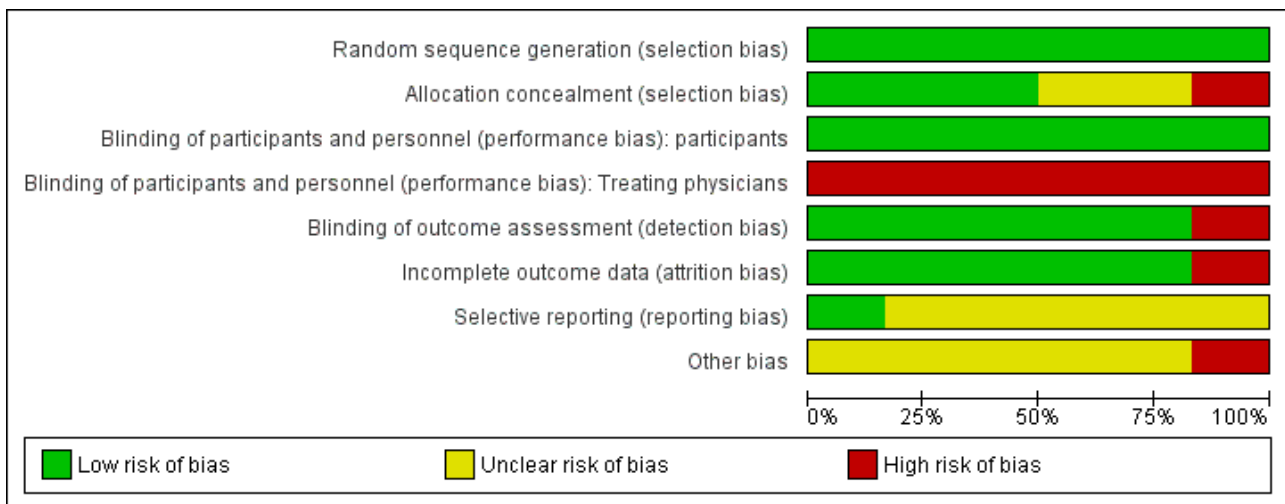 Random sequence generation (selection bias)
Allocation concealment (selection bias)
Blinding of participants and personnel (performance bias): participants
Blinding of participants and personnel (performance bias): Treating physicians
Blinding of outcome assessment (detection bias)
Incomplete outcome data (attrition bias)
Selective reporting (reporting bias)
Other bias
0% 25% 50% 75% 100%
Low risk of bias Unclear risk of bias High risk of bias